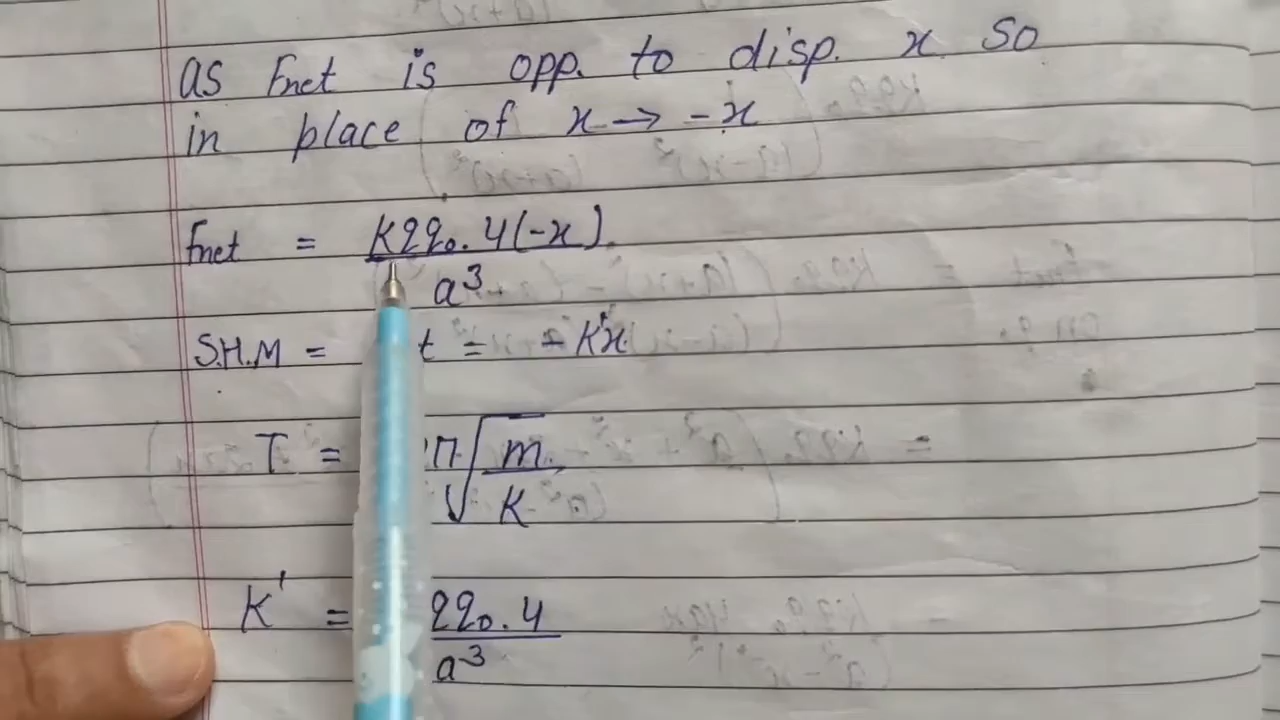 as Fnet is opp. to disp. x so
in place of x → -x
Fnet = Kqq₀. 4(-x)
a³
S.H.M = t = - K'x
T = π√m
K
K' = qq₀. 4
a³